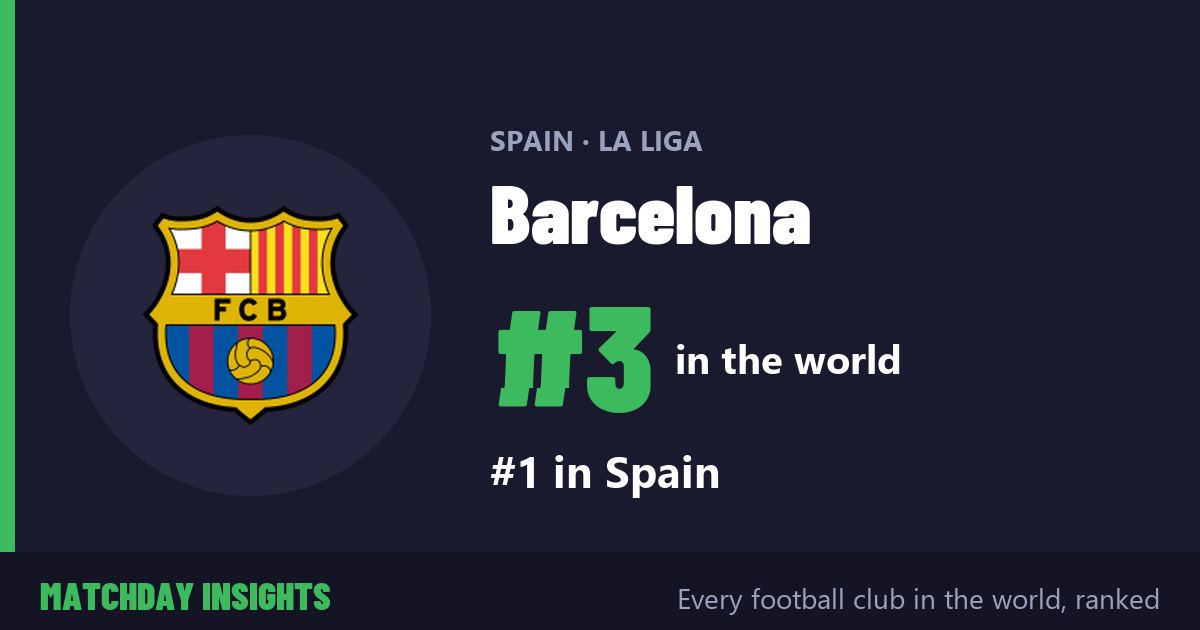 SPAIN · LA LIGA
Barcelona
#3 in the world
FCB
#1 in Spain
MATCHDAY INSIGHTS
Every football club in the world, ranked